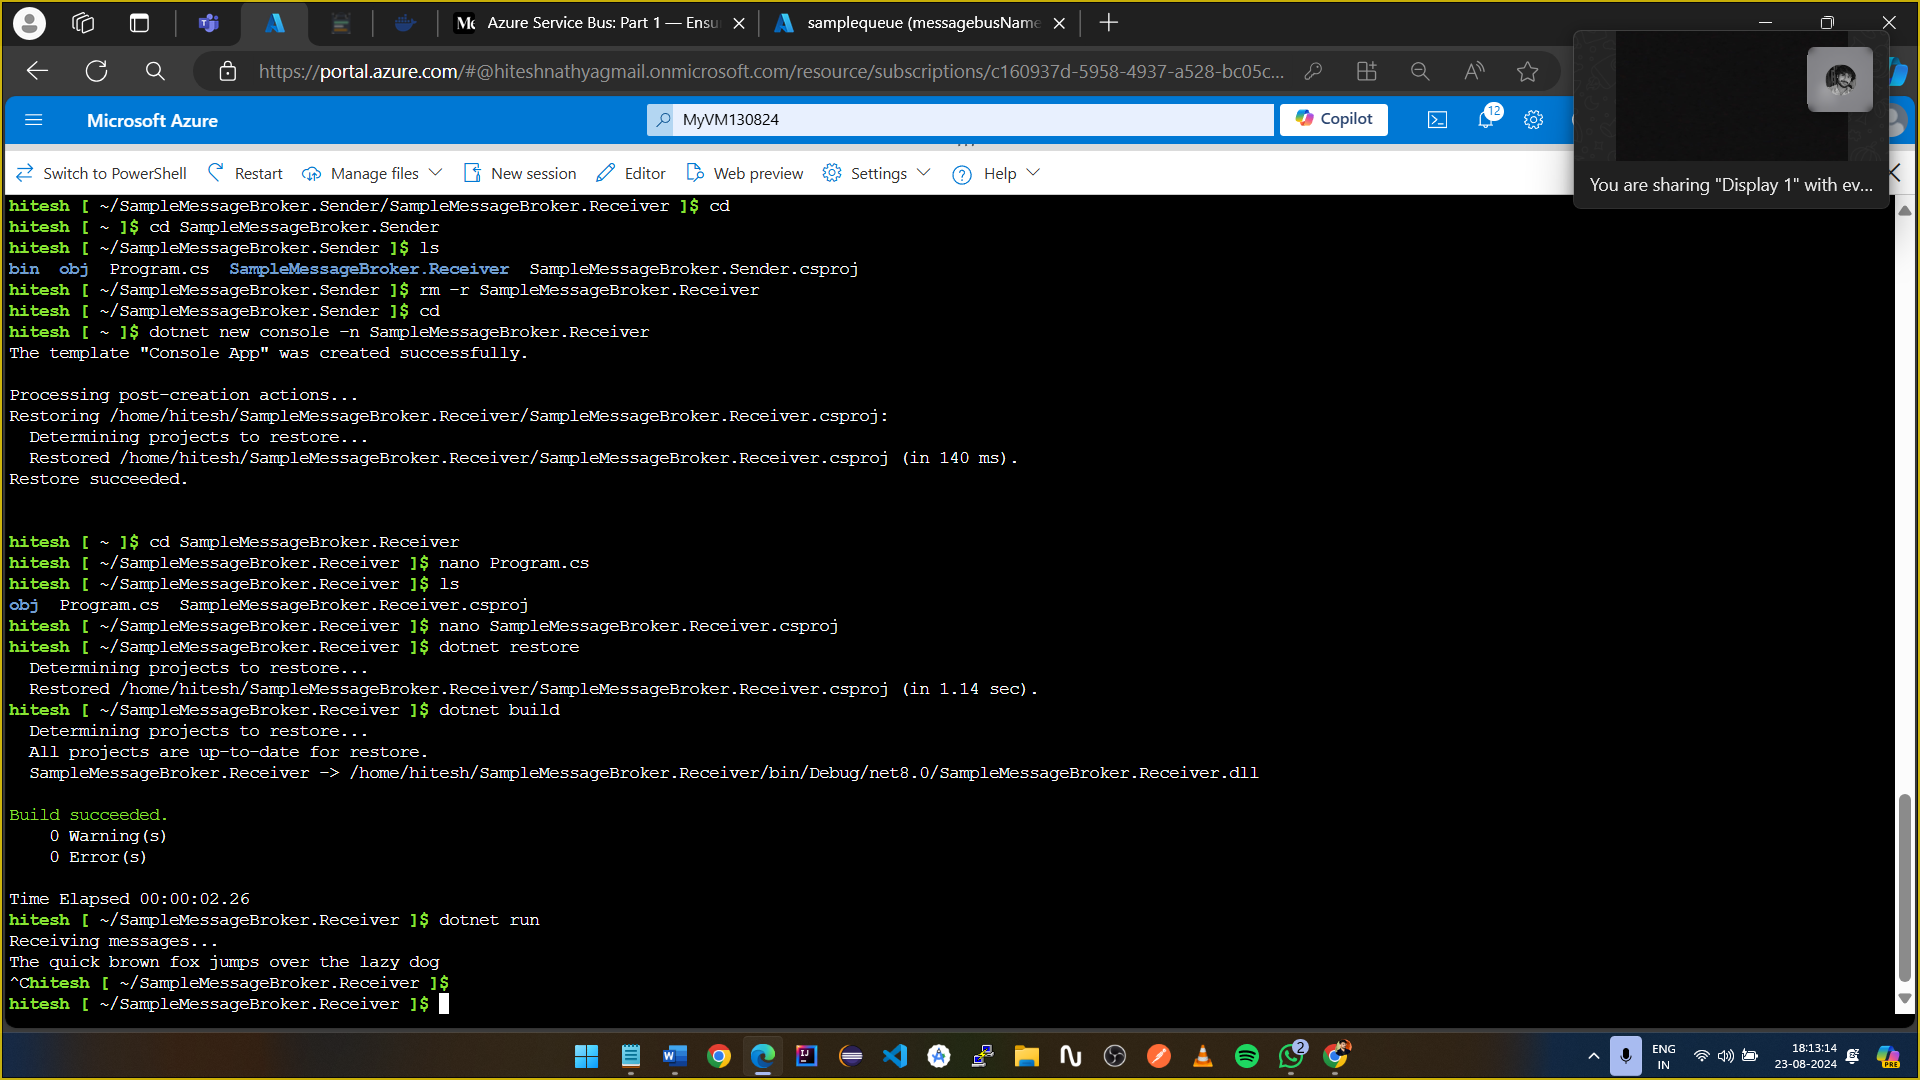 Azure Service Bus: Part 1 — Ensu
samplequeue (messagebusName
https://portal.azure.com/#@hiteshnathyagmail.onmicrosoft.com/resource/subscriptions/c160937d-5958-4937-a528-bc05c...
Microsoft Azure
MyVM130824
Copilot
12
You are sharing "Display 1" with ev...
Switch to PowerShell
Restart
Manage files
New session
Editor
Web preview
Settings
Help
hitesh [ ~/SampleMessageBroker.Sender/SampleMessageBroker.Receiver ]$ cd
hitesh [ ~ ]$ cd SampleMessageBroker.Sender
hitesh [ ~/SampleMessageBroker.Sender ]$ ls
bin  obj  Program.cs  SampleMessageBroker.Receiver  SampleMessageBroker.Sender.csproj
hitesh [ ~/SampleMessageBroker.Sender ]$ rm -r SampleMessageBroker.Receiver
hitesh [ ~/SampleMessageBroker.Sender ]$ cd
hitesh [ ~ ]$ dotnet new console -n SampleMessageBroker.Receiver
The template "Console App" was created successfully.
Processing post-creation actions...
Restoring /home/hitesh/SampleMessageBroker.Receiver/SampleMessageBroker.Receiver.csproj:
Determining projects to restore...
Restored /home/hitesh/SampleMessageBroker.Receiver/SampleMessageBroker.Receiver.csproj (in 140 ms).
Restore succeeded.
hitesh [ ~ ]$ cd SampleMessageBroker.Receiver
hitesh [ ~/SampleMessageBroker.Receiver ]$ nano Program.cs
hitesh [ ~/SampleMessageBroker.Receiver ]$ ls
obj  Program.cs  SampleMessageBroker.Receiver.csproj
hitesh [ ~/SampleMessageBroker.Receiver ]$ nano SampleMessageBroker.Receiver.csproj
hitesh [ ~/SampleMessageBroker.Receiver ]$ dotnet restore
Determining projects to restore...
Restored /home/hitesh/SampleMessageBroker.Receiver/SampleMessageBroker.Receiver.csproj (in 1.14 sec).
hitesh [ ~/SampleMessageBroker.Receiver ]$ dotnet build
Determining projects to restore...
All projects are up-to-date for restore.
SampleMessageBroker.Receiver -> /home/hitesh/SampleMessageBroker.Receiver/bin/Debug/net8.0/SampleMessageBroker.Receiver.dll
Build succeeded.
0 Warning(s)
0 Error(s)
Time Elapsed 00:00:02.26
hitesh [ ~/SampleMessageBroker.Receiver ]$ dotnet run
Receiving messages...
The quick brown fox jumps over the lazy dog
^Chitesh [ ~/SampleMessageBroker.Receiver ]$
hitesh [ ~/SampleMessageBroker.Receiver ]$
2
ENG
IN
18:13:14
23-08-2024